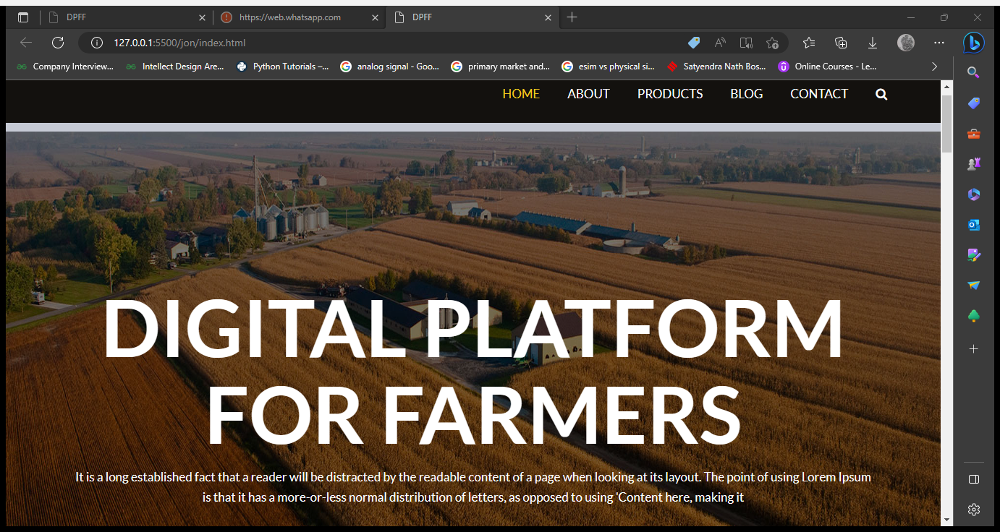 DPFF
https://web.whatsapp.com
DPFF
127.0.0.1:5500/jon/index.html
Company Interview...
Intellect Design Are...
Python Tutorials –...
analog signal - Goo...
primary market and...
esim vs physical si...
Satyendra Nath Bos...
Online Courses - Le...
HOME ABOUT PRODUCTS BLOG CONTACT
DIGITAL PLATFORM
FOR FARMERS
It is a long established fact that a reader will be distracted by the readable content of a page when looking at its layout. The point of using Lorem Ipsum
is that it has a more-or-less normal distribution of letters, as opposed to using 'Content here, making it